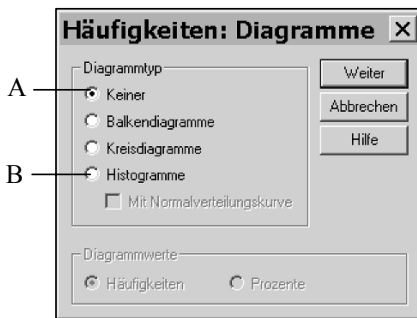 Häufigkeiten: Diagramme
Diagrammtyp
Weiter
A
Keiner
Abbrechen
Balkendiagramme
Kreisdiagramme
Hilfe
B
Histogramme
Mit Normalverteilungskurve
Diagrammwerte
Häufigkeiten Prozente